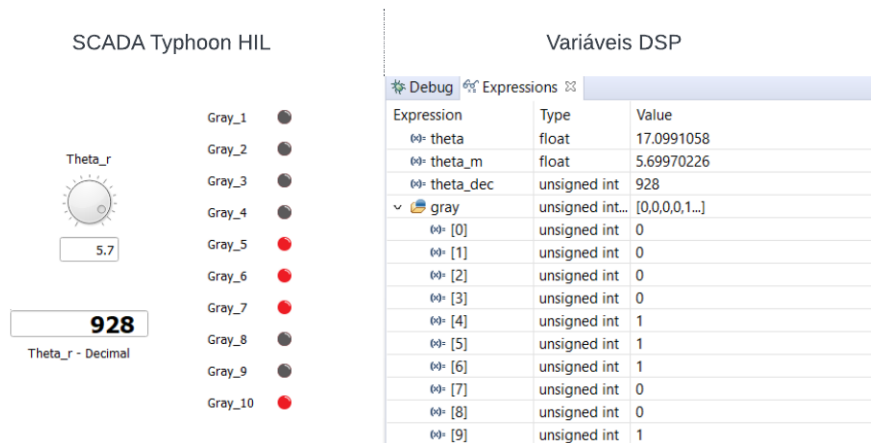 SCADA Typhoon HIL
Theta_r
5.7
928
Theta_r - Decimal
Gray_1
Gray_2
Gray_3
Gray_4
Gray_5
Gray_6
Gray_7
Gray_8
Gray_9
Gray_10
Variáveis DSP
Debug Expressions
Expression Type Value
(x)= theta float 17.0991058
(x)= theta_m float 5.69970226
(x)= theta_dec unsigned int 928
gray unsigned int... [0,0,0,0,1...]
(x)= [0] unsigned int 0
(x)= [1] unsigned int 0
(x)= [2] unsigned int 0
(x)= [3] unsigned int 0
(x)= [4] unsigned int 1
(x)= [5] unsigned int 1
(x)= [6] unsigned int 1
(x)= [7] unsigned int 0
(x)= [8] unsigned int 0
(x)= [9] unsigned int 1